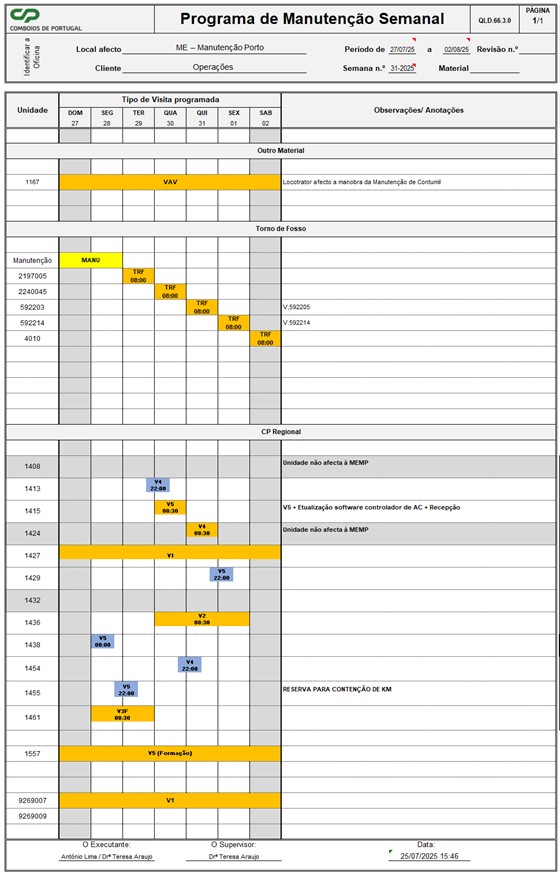 CP
COMBOIOS DE PORTUGAL
Programa de Manutenção Semanal
QLD.66.3.0
PÁGINA
1/1
Identificar a Oficina
Local afecto ME – Manutenção Porto
Período de 27/07/25 a 02/08/25 Revisão n.º
Cliente Operações
Semana n.º 31-2025 Material
Unidade Tipo de Visita programada Observações/ Anotações
DOM SEG TER QUA QUI SEX SAB
27 28 29 30 31 01 02
Outro Material
1167 VAV Locotrator afecto a manobra da Manutenção de Contumil
Torno de Fosso
Manutenção MANU
2197005 TRF 08:00
2240045 TRF 08:00
592203 TRF 08:00 V;592205
592214 TRF 08:00 V;592214
4010 TRF 08:00
CP Regional
1408 Unidade não afecta à MEMP
1413 V4 22:00
1415 V5 08:30 V5 + Etualização software controlador de AC + Recepção
1424 V4 08:30 Unidade não afecta à MEMP
1427 V1
1429 V5 22:00
1432
1436 V2 08:30
1438 V5 00:00
1454 V4 22:00
1455 V5 22:00 RESERVA PARA CONTENÇÃO DE KM
1461 V3F 08:30
1557 V5 (Formação)
9269007 V1
9269009
O Executante: O Supervisor: Data:
António Lima / Drª Teresa Araujo Drª Teresa Araujo 25/07/2025 15:46